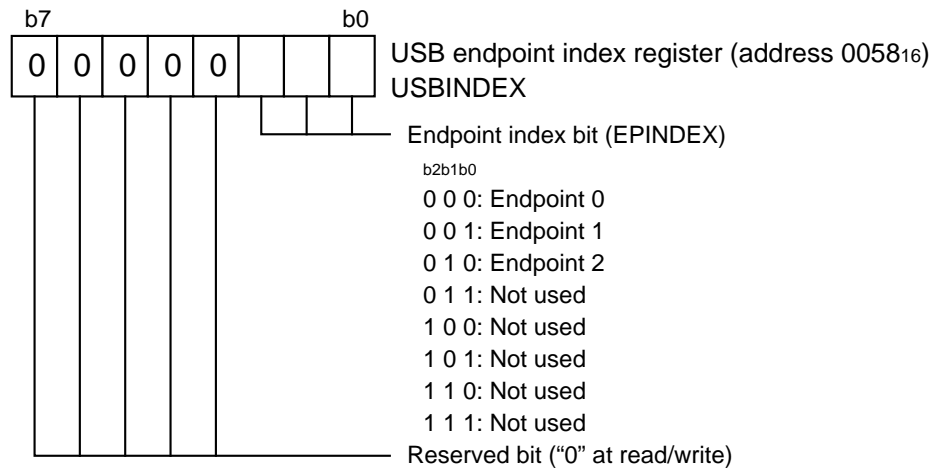 b7 b0
0 0 0 0 0 USB endpoint index register (address 005816)
USBINDEX
Endpoint index bit (EPINDEX)
b2b1b0
0 0 0: Endpoint 0
0 0 1: Endpoint 1
0 1 0: Endpoint 2
0 1 1: Not used
1 0 0: Not used
1 0 1: Not used
1 1 0: Not used
1 1 1: Not used
Reserved bit (“0” at read/write)